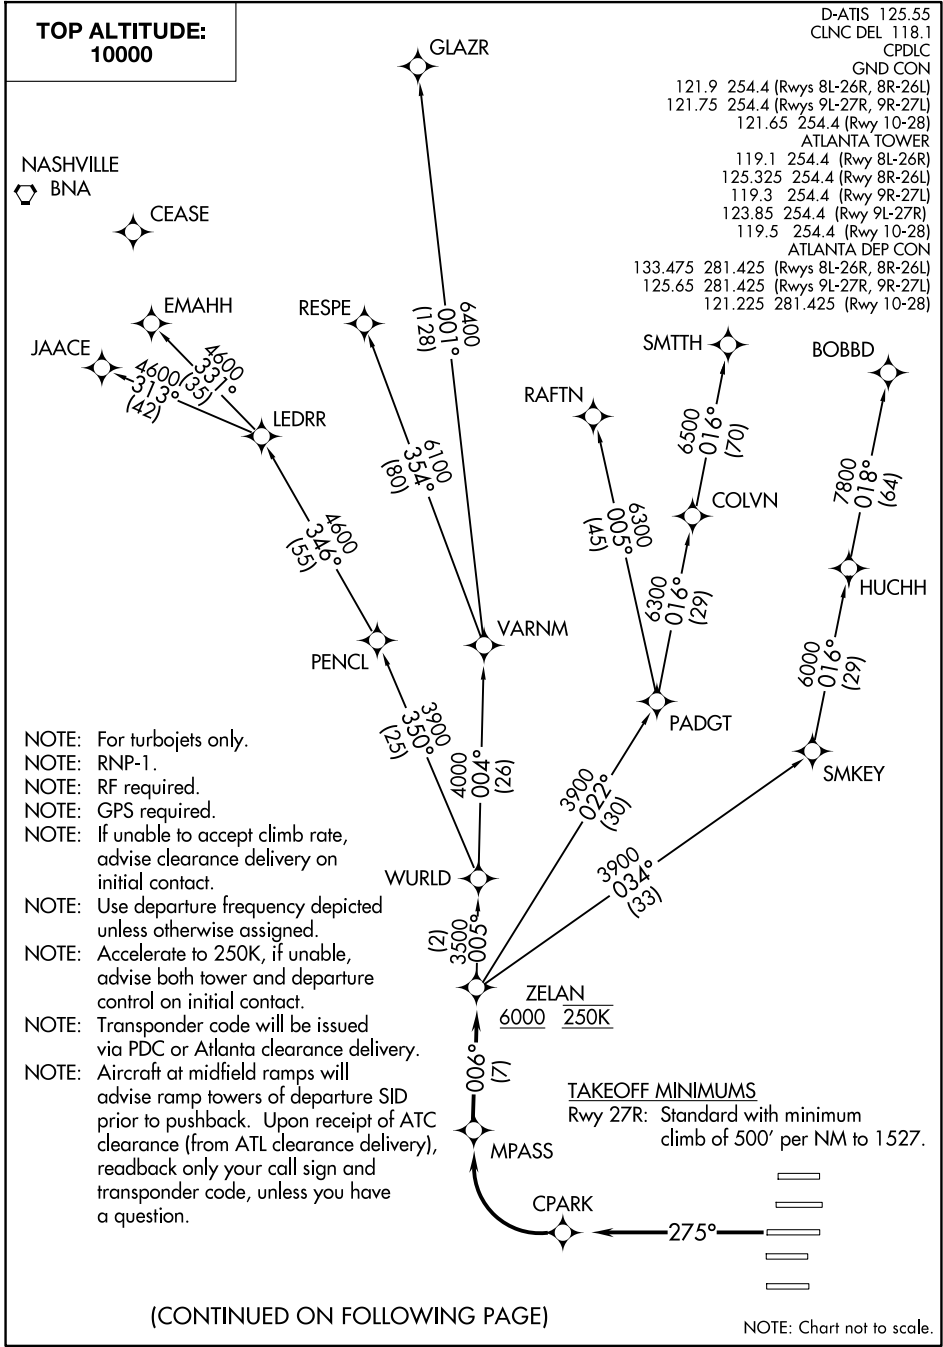 TOP ALTITUDE:
10000
D-ATIS 125.55
CLNC DEL 118.1
CPDLC
GND CON
121.9 254.4 (Rwys 8L-26R, 8R-26L)
121.75 254.4 (Rwys 9L-27R, 9R-27L)
121.65 254.4 (Rwy 10-28)
ATLANTA TOWER
119.1 254.4 (Rwy 8L-26R)
125.325 254.4 (Rwy 8R-26L)
119.3 254.4 (Rwy 9R-27L)
123.85 254.4 (Rwy 9L-27R)
119.5 254.4 (Rwy 10-28)
ATLANTA DEP CON
133.475 281.425 (Rwys 8L-26R, 8R-26L)
125.65 281.425 (Rwys 9L-27R, 9R-27L)
121.225 281.425 (Rwy 10-28)
GLAZR
NASHVILLE
BNA
CEASE
EMAHH
JAACE
RESPE
SMTTH
BOBBD
RAFTN
LEDRR
COLVN
HUCHH
VARNM
PENCL
PADGT
SMKEY
WURLD
4600
331°
(35)
4600
313°
(42)
6400
001°
(128)
6100
354°
(80)
4600
346°
(55)
6300
005°
(45)
6500
016°
(70)
7800
018°
(64)
6300
016°
(29)
6000
016°
(29)
3900
350°
(25)
4000
004°
(26)
3900
022°
(30)
3900
034°
(33)
(2)
3500
005°
ZELAN
6000 250K
006°
(7)
MPASS
CPARK
275°
NOTE: For turbojets only.
NOTE: RNP-1.
NOTE: RF required.
NOTE: GPS required.
NOTE: If unable to accept climb rate,
advise clearance delivery on
initial contact.
NOTE: Use departure frequency depicted
unless otherwise assigned.
NOTE: Accelerate to 250K, if unable,
advise both tower and departure
control on initial contact.
NOTE: Transponder code will be issued
via PDC or Atlanta clearance delivery.
NOTE: Aircraft at midfield ramps will
advise ramp towers of departure SID
prior to pushback. Upon receipt of ATC
clearance (from ATL clearance delivery),
readback only your call sign and
transponder code, unless you have
a question.
TAKEOFF MINIMUMS
Rwy 27R: Standard with minimum
climb of 500' per NM to 1527.
(CONTINUED ON FOLLOWING PAGE)
NOTE: Chart not to scale.